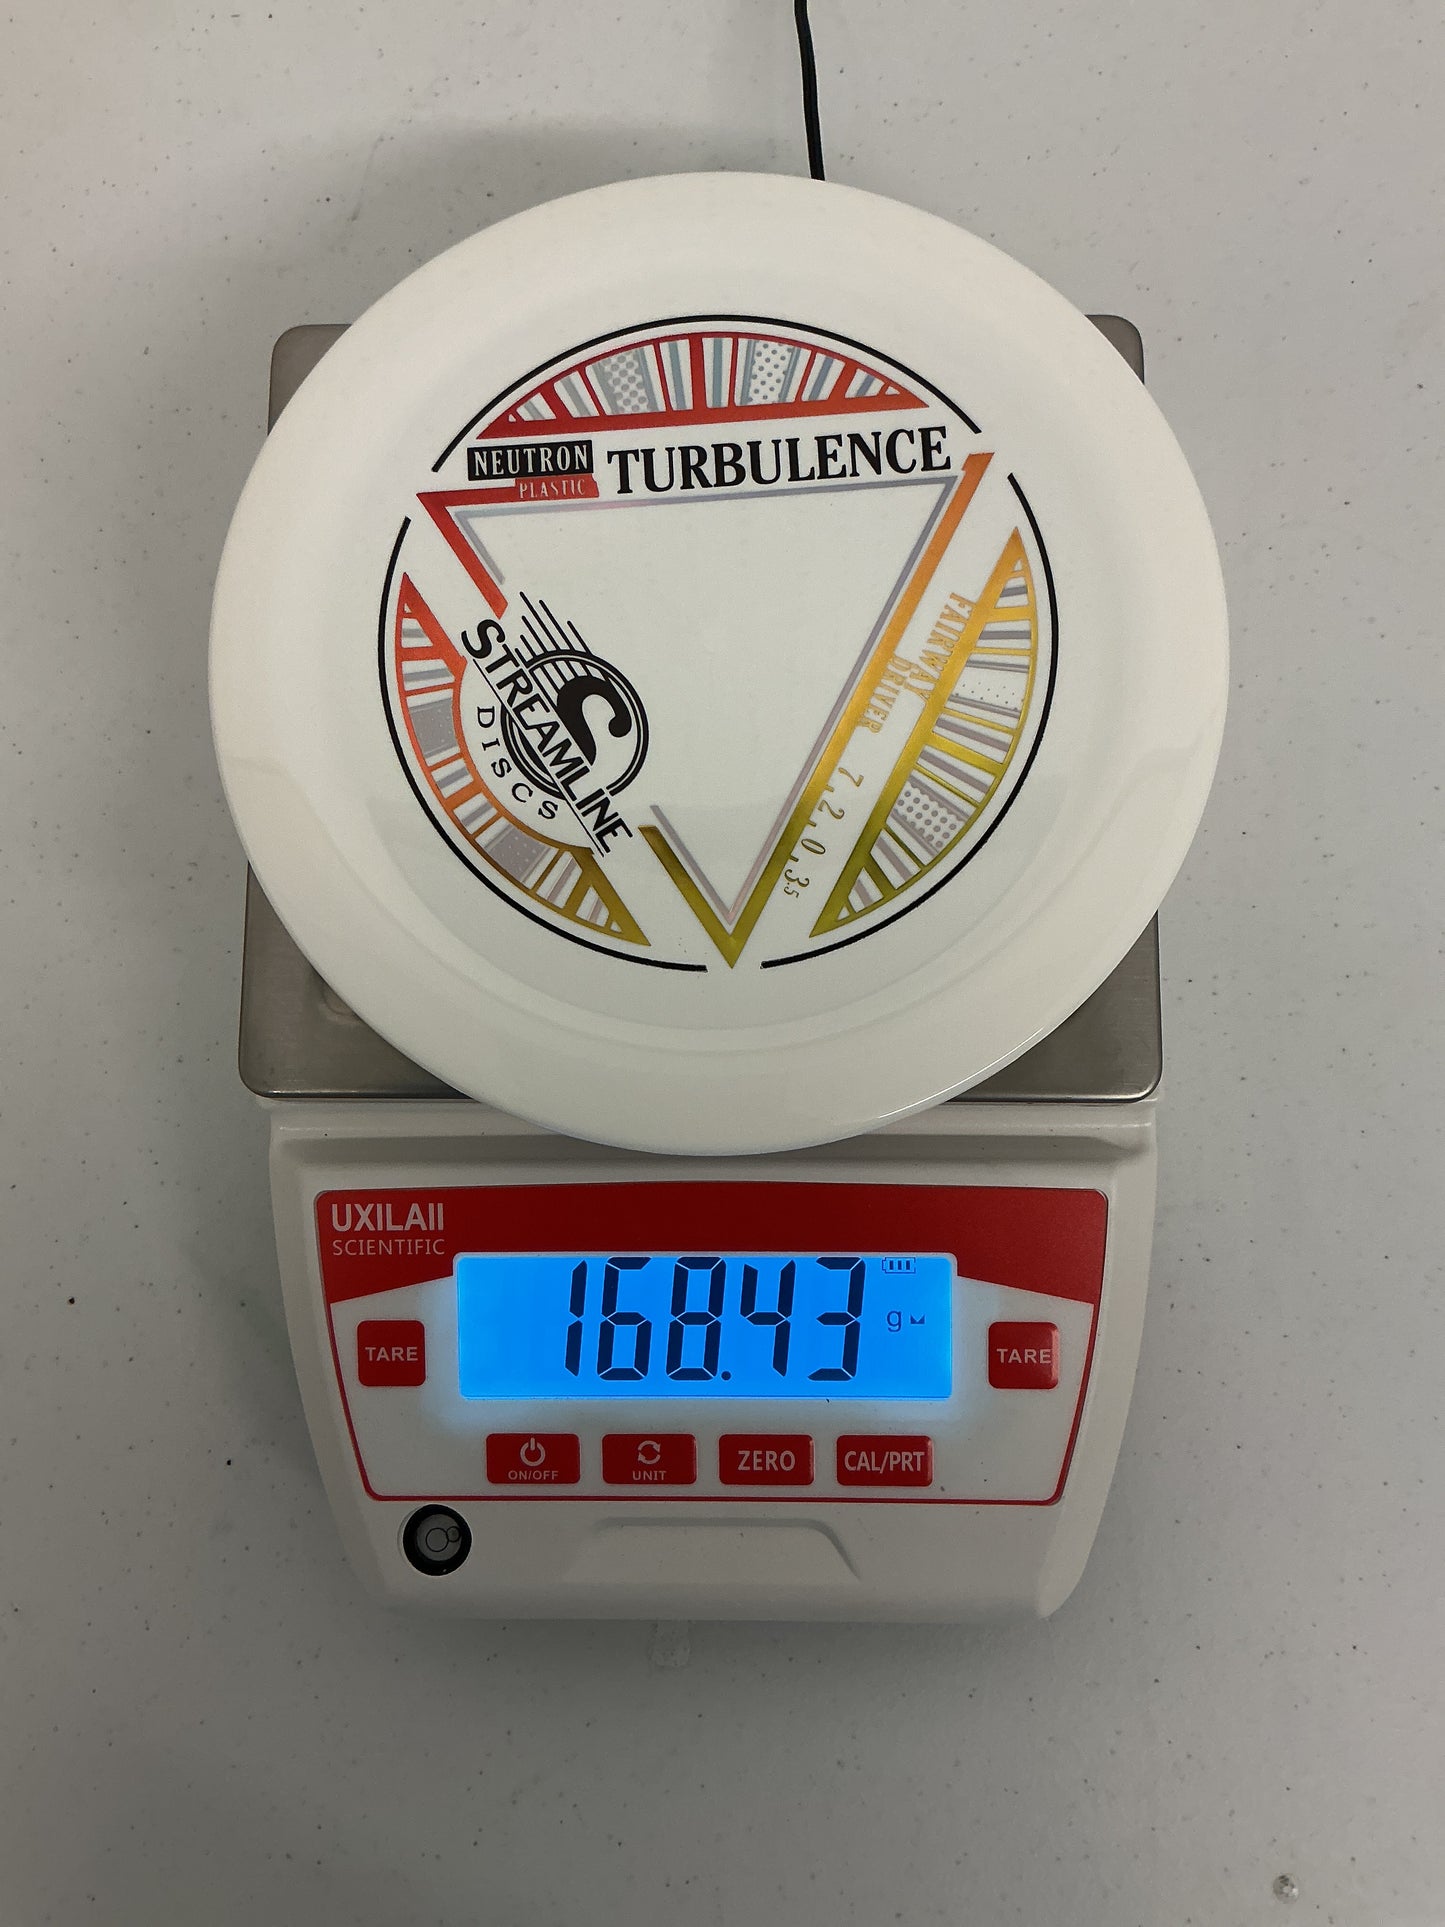 NEUTRON
PLASTIC
TURBULENCE
STREAMLINE
DISCS
FAIRWAY
DRIVER
7, 2, 0, 3.5
UXILAII
SCIENTIFIC
168.43 g
TARE
TARE
ON/OFF
UNIT
ZERO
CAL/PRT